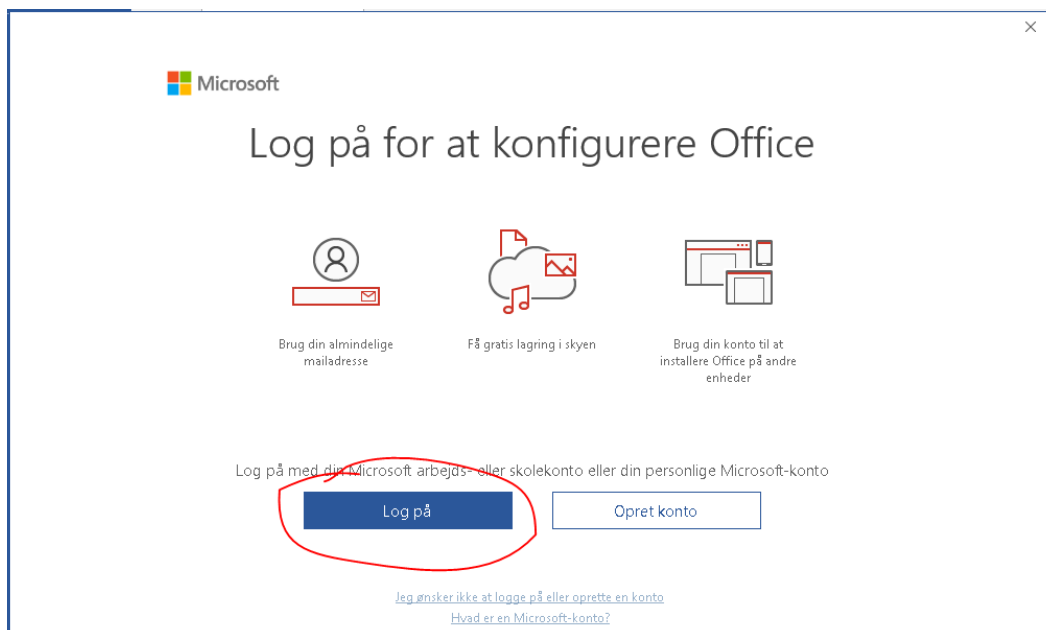 Microsoft
Log på for at konfigurere Office
Brug din almindelige
mailadresse
Få gratis lagring i skyen
Brug din konto til at
installere Office på andre
enheder
Log på med din Microsoft arbejds- eller skolekonto eller din personlige Microsoft-konto
Log på
Opret konto
Jeg ønsker ikke at logge på eller oprette en konto
Hvad er en Microsoft-konto?